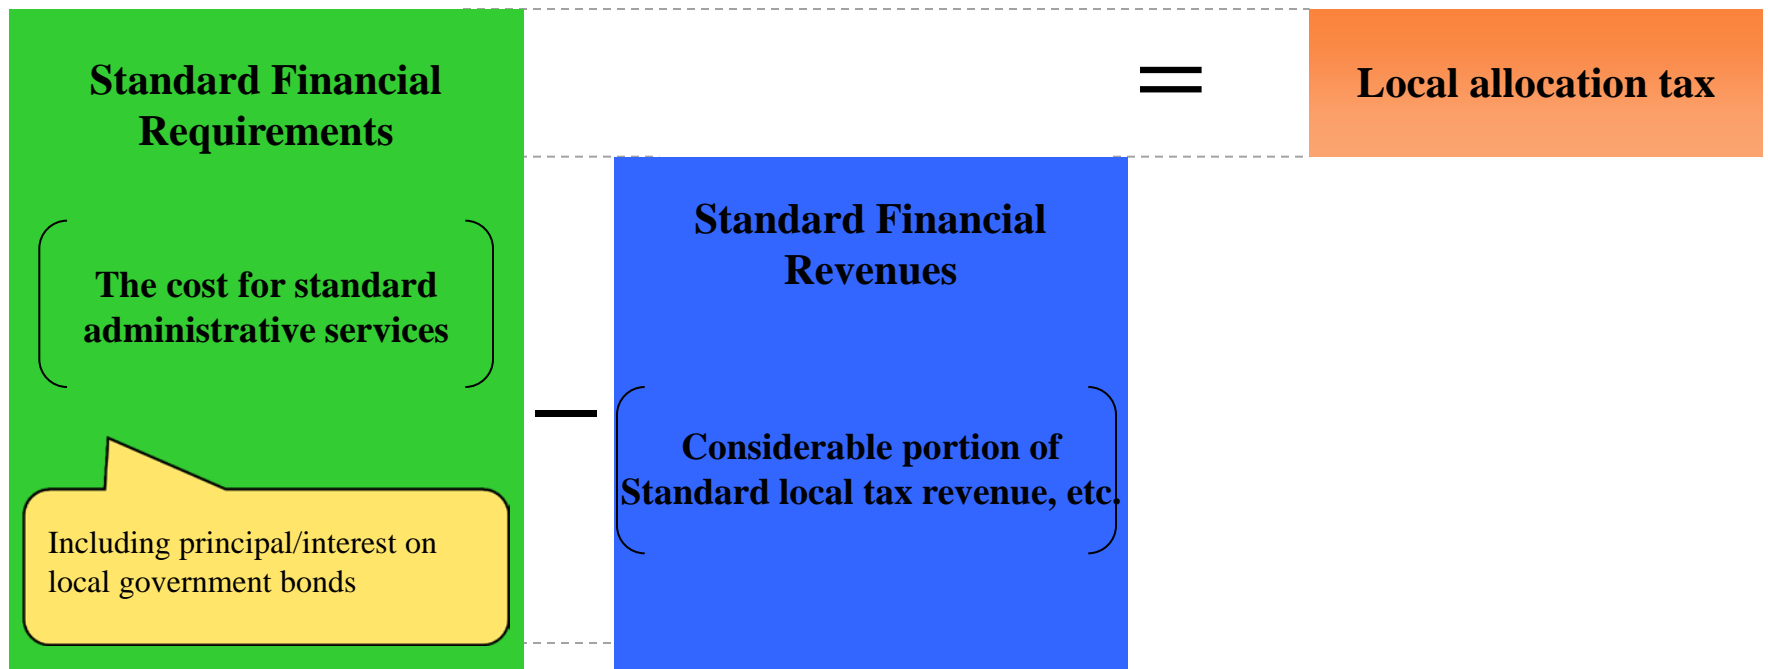 Standard Financial
Requirements
The cost for standard
administrative services
Including principal/interest on
local government bonds
—
Standard Financial
Revenues
Considerable portion of
Standard local tax revenue, etc.
=
Local allocation tax